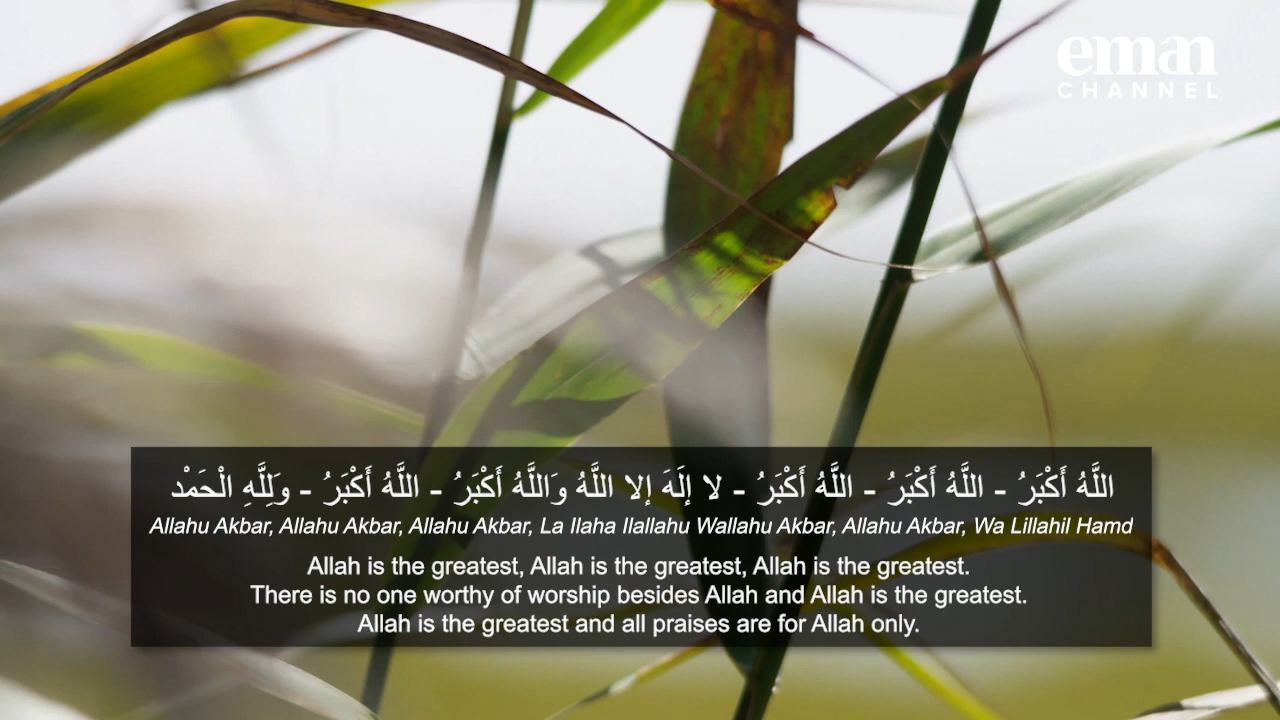 eman
CHANNEL
اللَّهُ أَكْبَرُ - اللَّهُ أَكْبَرُ - اللَّهُ أَكْبَرُ - لا إلَهَ إلا اللَّهُ وَاللَّهُ أَكْبَرُ - اللَّهُ أَكْبَرُ - وَلِلَّهِ الْحَمْد
Allahu Akbar, Allahu Akbar, Allahu Akbar, La Ilaha Ilallahu Wallahu Akbar, Allahu Akbar, Wa Lillahil Hamd
Allah is the greatest, Allah is the greatest, Allah is the greatest.
There is no one worthy of worship besides Allah and Allah is the greatest.
Allah is the greatest and all praises are for Allah only.